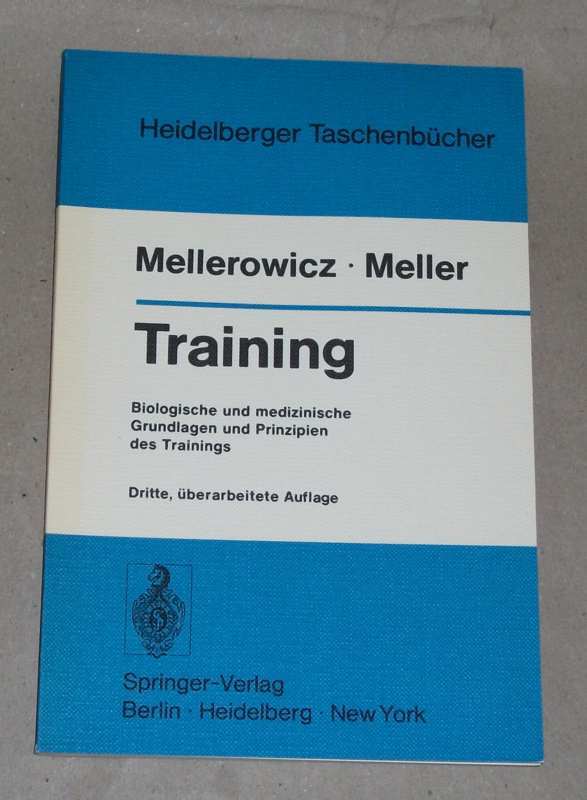 Heidelberger Taschenbücher
Mellerowicz · Meller
Training
Biologische und medizinische
Grundlagen und Prinzipien
des Trainings
Dritte, überarbeitete Auflage
Springer-Verlag
Berlin · Heidelberg · New York